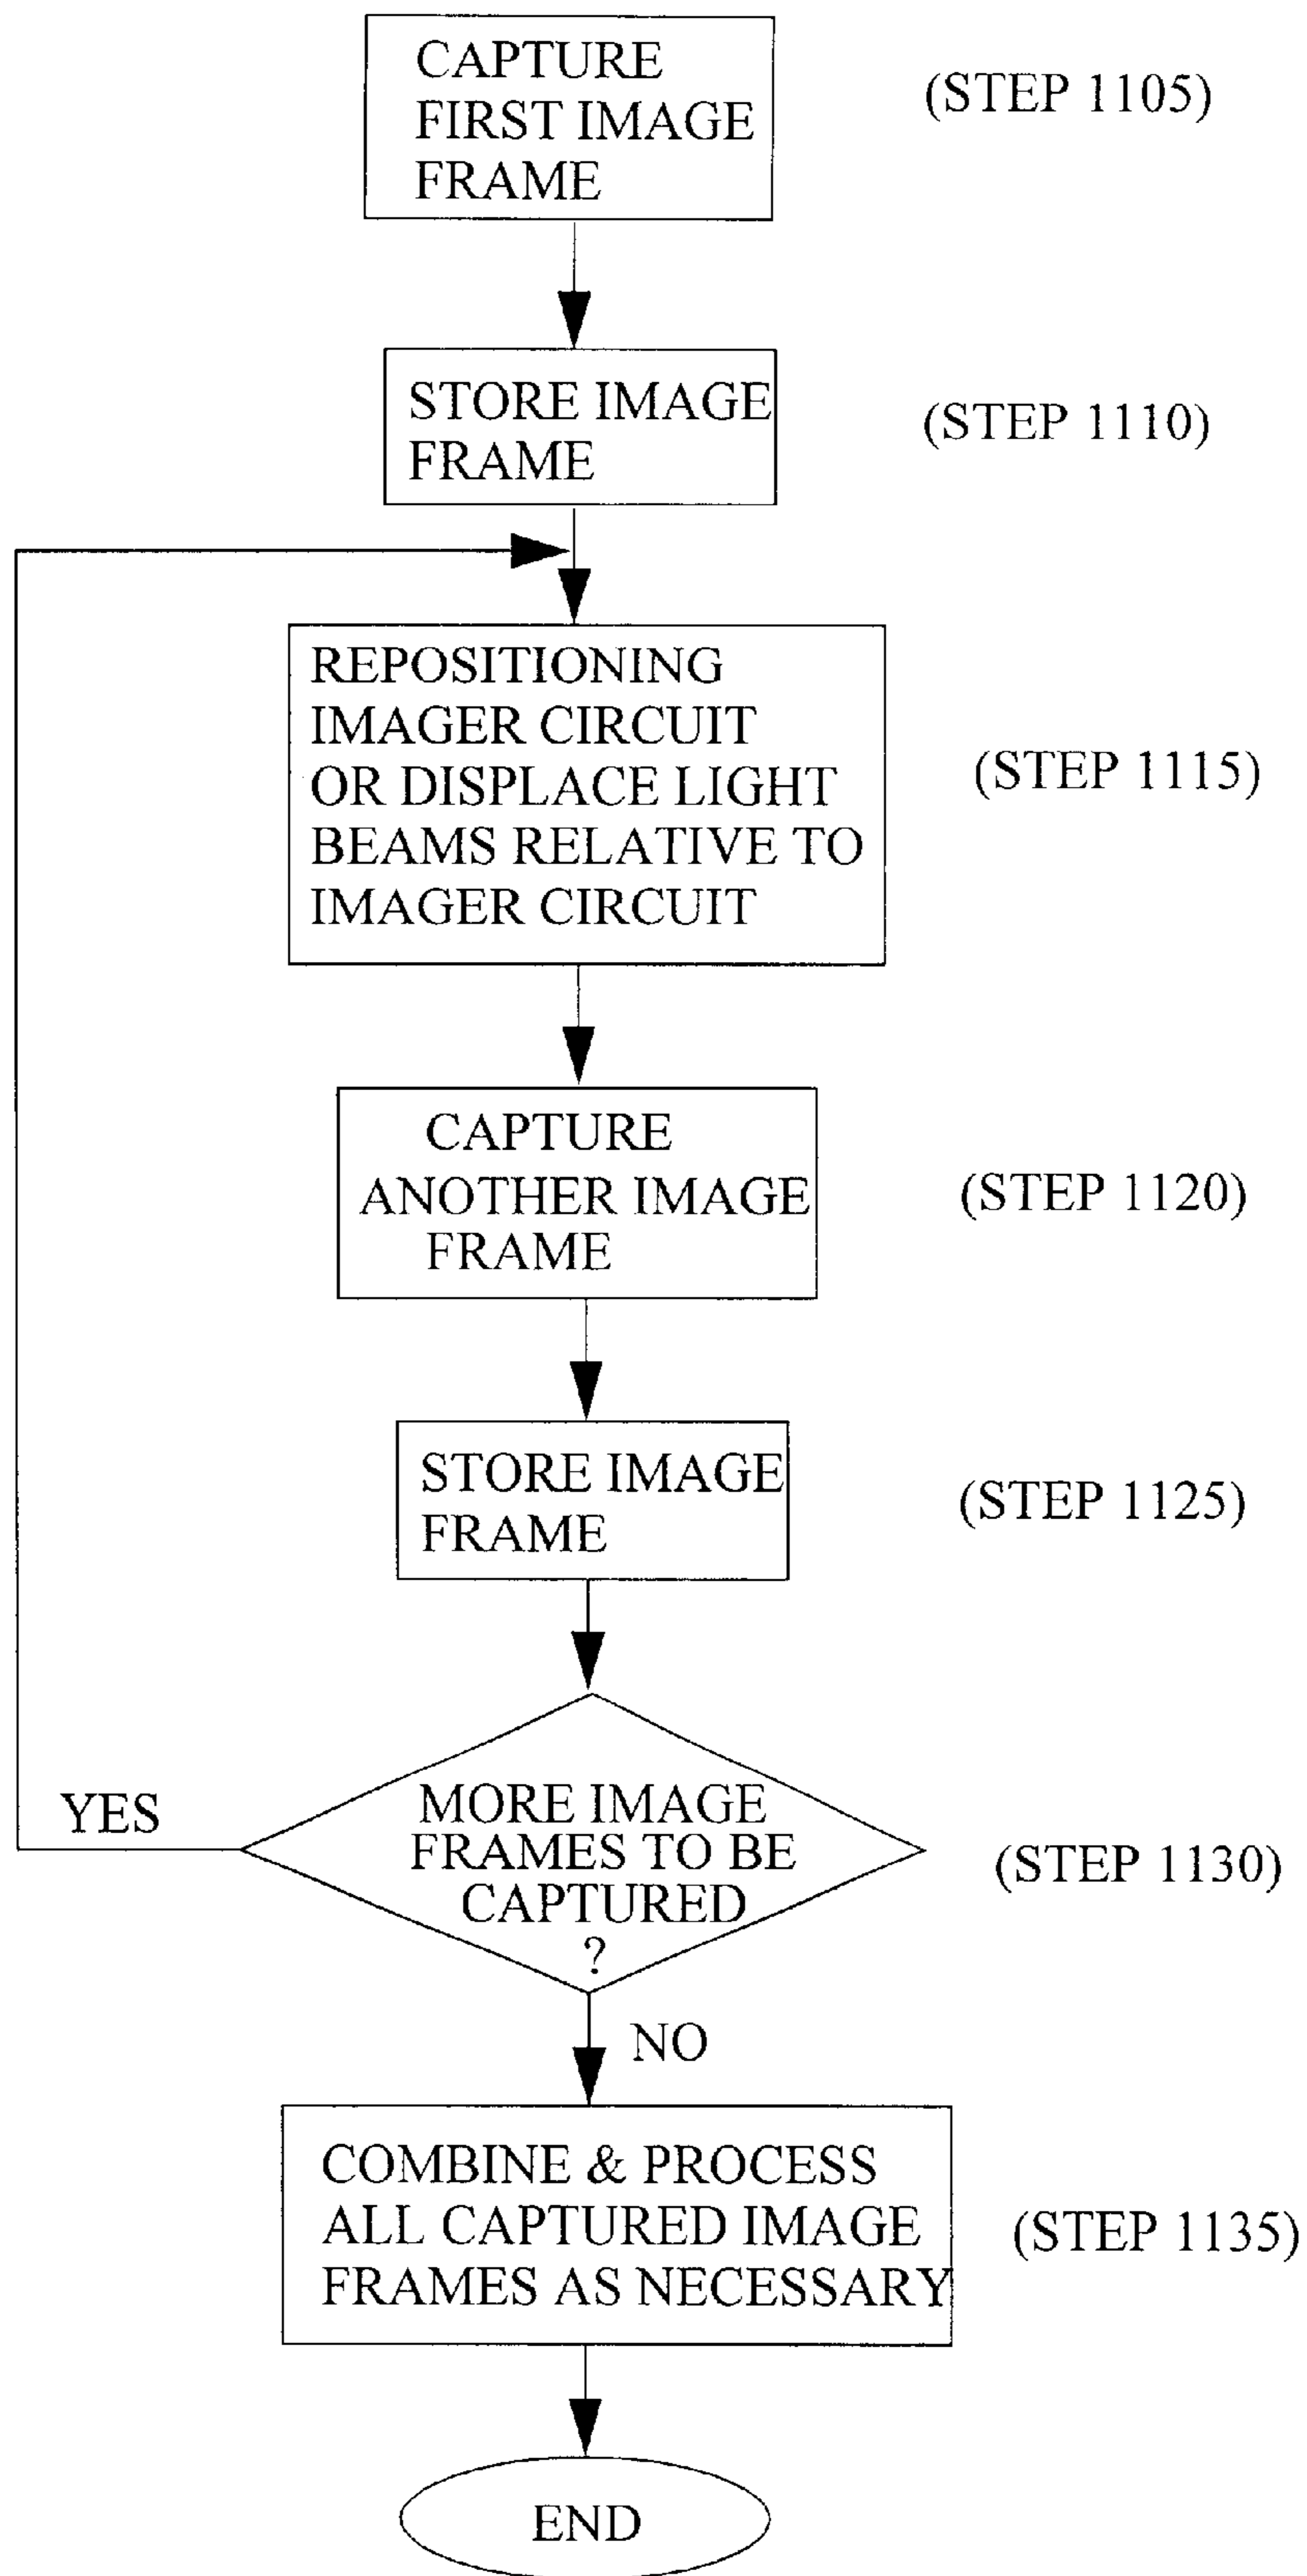 CAPTURE
FIRST IMAGE
FRAME
(STEP 1105)
STORE IMAGE
FRAME
(STEP 1110)
REPOSITIONING
IMAGER CIRCUIT
OR DISPLACE LIGHT
BEAMS RELATIVE TO
IMAGER CIRCUIT
(STEP 1115)
CAPTURE
ANOTHER IMAGE
FRAME
(STEP 1120)
STORE IMAGE
FRAME
(STEP 1125)
YES
MORE IMAGE
FRAMES TO BE
CAPTURED
?
(STEP 1130)
NO
COMBINE & PROCESS
ALL CAPTURED IMAGE
FRAMES AS NECESSARY
(STEP 1135)
END